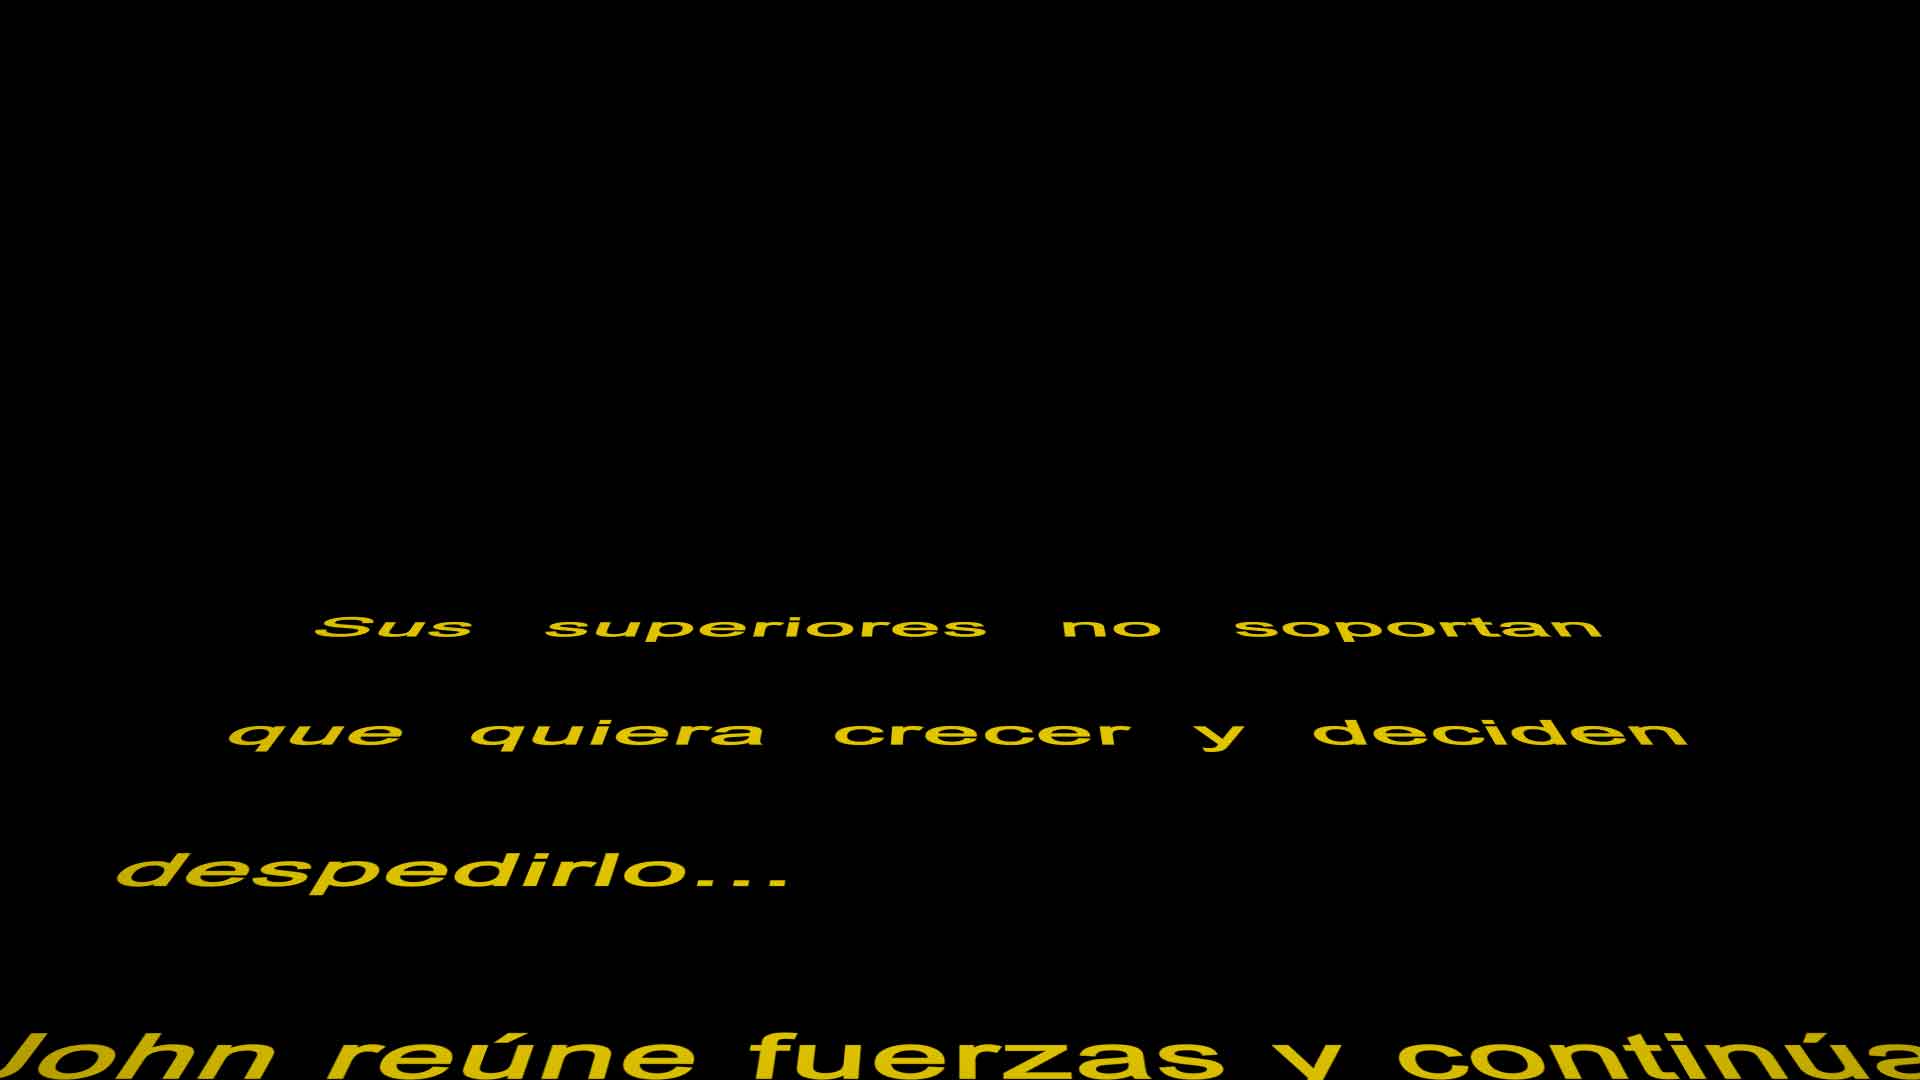 Sus superiores no soportan
que quiera crecer y deciden
despedirlo...
John reúne fuerzas y continúa